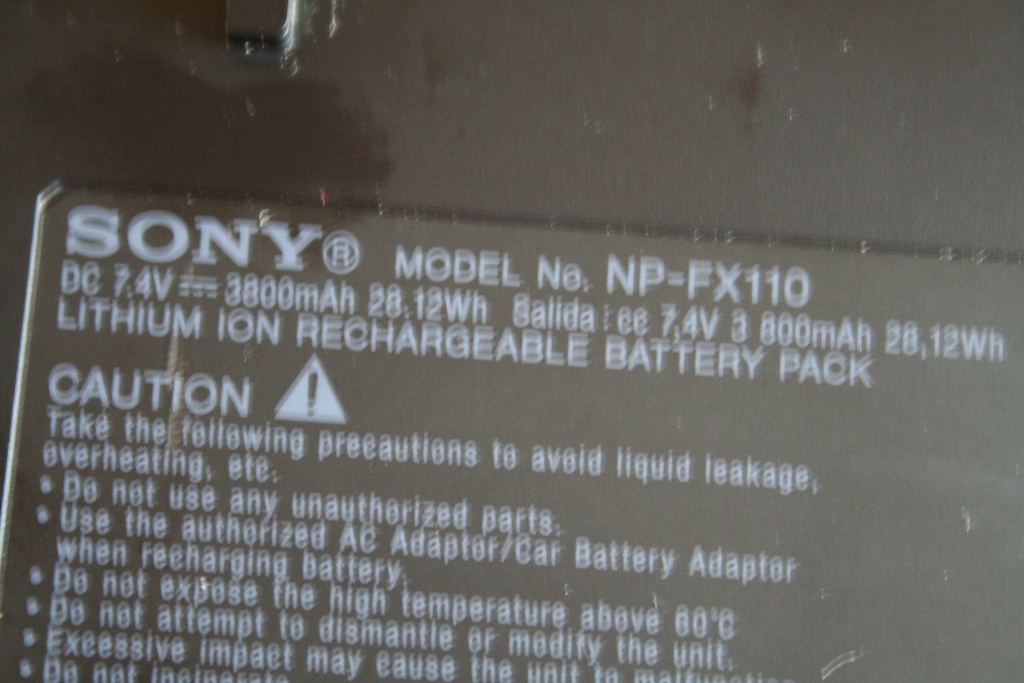 SONY® MODEL No. NP-FX110
DC 7.4V ⎓ 3800mAh 28.12Wh Salida : cc 7,4V 3 800mAh 28,12Wh
LITHIUM ION RECHARGEABLE BATTERY PACK
CAUTION
Take the following precautions to avoid liquid leakage,
overheating, etc.
• Do not use any unauthorized parts.
• Use the authorized AC Adaptor/Car Battery Adaptor
when recharging battery.
• Do not expose the high temperature above 60°C
• Do not attempt to dismantle or modify the unit.
• Excessive impact may cause the unit to malfunction
• Do not incinerate